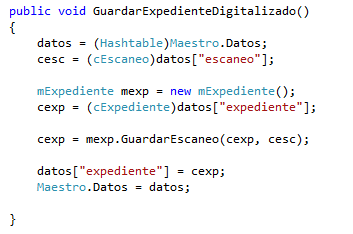 public void GuardarExpedienteDigitalizado()
{
    datos = (Hashtable)Maestro.Datos;
    cesc = (cEscaneo)datos["escaneo"];

    mExpediente mexp = new mExpediente();
    cexp = (cExpediente)datos["expediente"];

    cexp = mexp.GuardarEscaneo(cexp, cesc);

    datos["expediente"] = cexp;
    Maestro.Datos = datos;

}